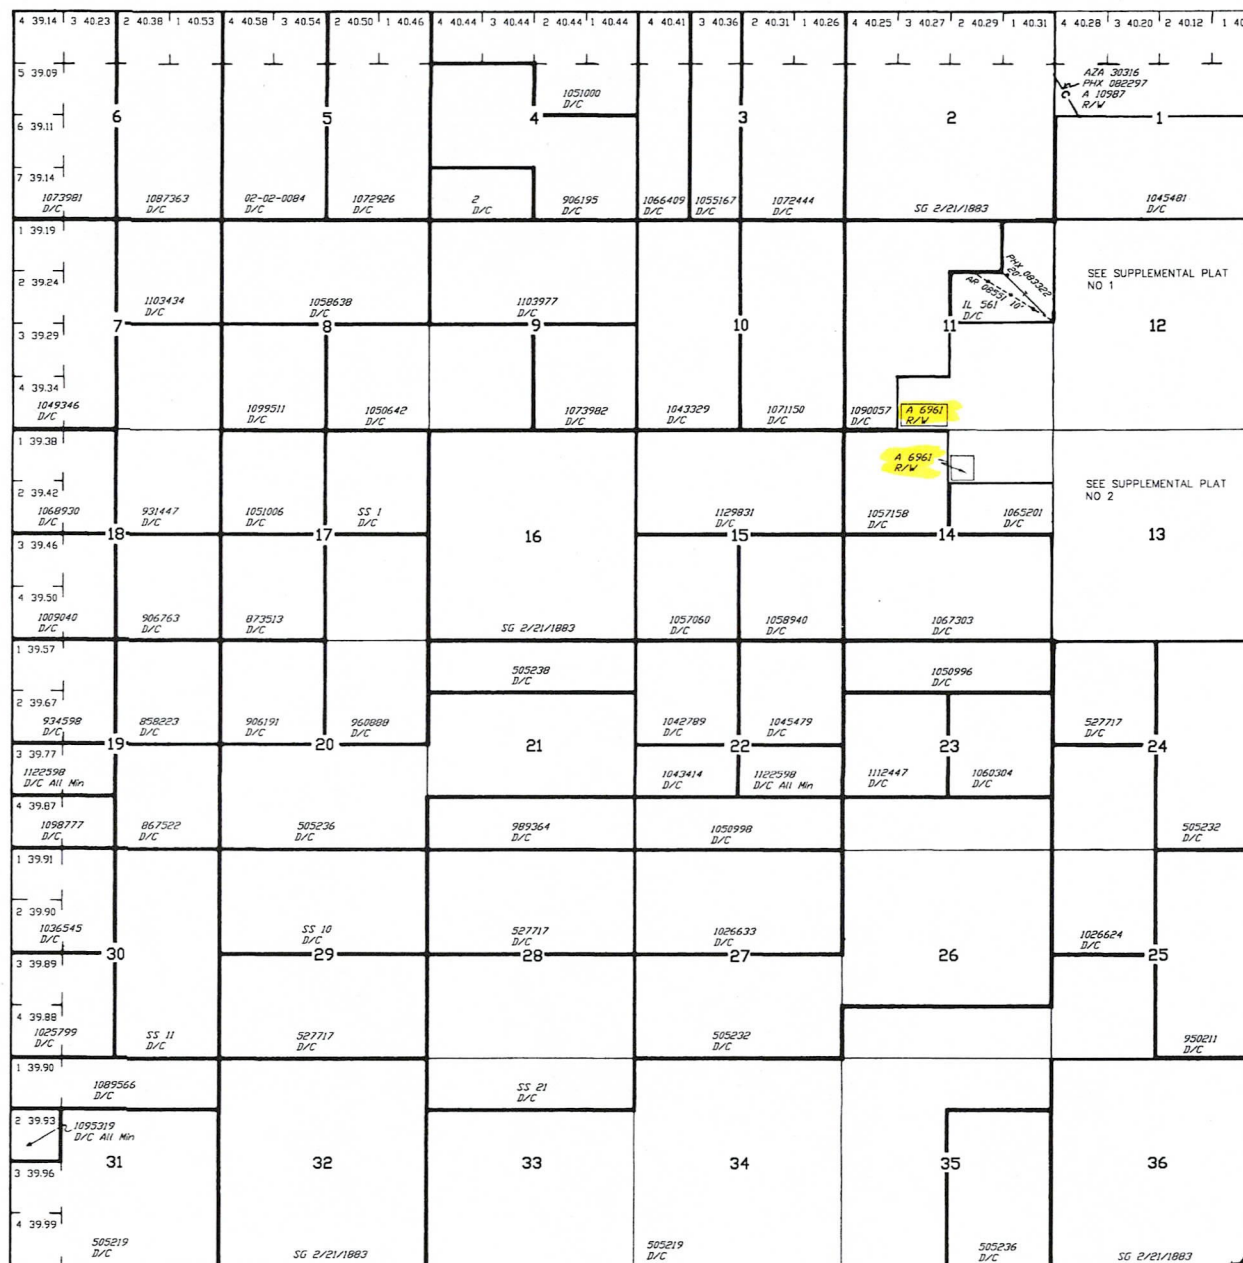 4 39.14 3 40.23 2 40.38 1 40.53 4 40.58 3 40.54 2 40.50 1 40.46 4 40.44 3 40.44 2 40.44 1 40.44 4 40.41 3 40.36 2 40.31 1 40.26 4 40.25 3 40.27 2 40.29 1 40.31 4 40.28 3 40.20 2 40.12 1 40
5 39.09
AZA 30316
PHX 082297
A 10987
R/W
1051000
D/C
6 39.11
6 5 4 3 2 1
7 39.14
1073981 D/C
1087363 D/C
02-02-0084 D/C
1072926 D/C
2 D/C
906195 D/C
1066409 D/C
1055167 D/C
1072444 D/C
SG 2/21/1883
1045481 D/C
1 39.19
2 39.24
PHX 083322
20'
AR 08551 10'
IL 561
D/C
SEE SUPPLEMENTAL PLAT
NO 1
1103434 D/C
1058638 D/C
1103977 D/C
7 8 9 10 11 12
3 39.29
4 39.34
1049346 D/C
1099511 D/C
1050642 D/C
1073982 D/C
1043329 D/C
1071150 D/C
1090057 D/C
A 6961
R/W
1 39.38
A 6961
R/W
2 39.42
SEE SUPPLEMENTAL PLAT
NO 2
1068930 D/C
931447 D/C
1051006 D/C
SS 1 D/C
1129831 D/C
1057158 D/C
1065201 D/C
18 17 16 15 14 13
3 39.46
4 39.50
1009040 D/C
906763 D/C
873513 D/C
SG 2/21/1883
1057060 D/C
1058940 D/C
1067303 D/C
1 39.57
505238 D/C
1050996 D/C
2 39.67
934598 D/C
858223 D/C
906191 D/C
960888 D/C
1042789 D/C
1045479 D/C
527717 D/C
19 20 21 22 23 24
3 39.77
1122598
D/C All Min
1043414 D/C
1122598
D/C All Min
1112447 D/C
1060304 D/C
4 39.87
1098777 D/C
867522 D/C
505236 D/C
989364 D/C
1050998 D/C
505232 D/C
1 39.91
2 39.90
1036545 D/C
SS 10 D/C
527717 D/C
1026633 D/C
1026624 D/C
30 29 28 27 26 25
3 39.89
4 39.88
1025799 D/C
SS 11 D/C
527717 D/C
505232 D/C
950211 D/C
1 39.90
1089566 D/C
SS 21 D/C
2 39.93
1095319
D/C All Min
31 32 33 34 35 36
3 39.96
4 39.99
505219 D/C
SG 2/21/1883
505219 D/C
505236 D/C
SG 2/21/1883